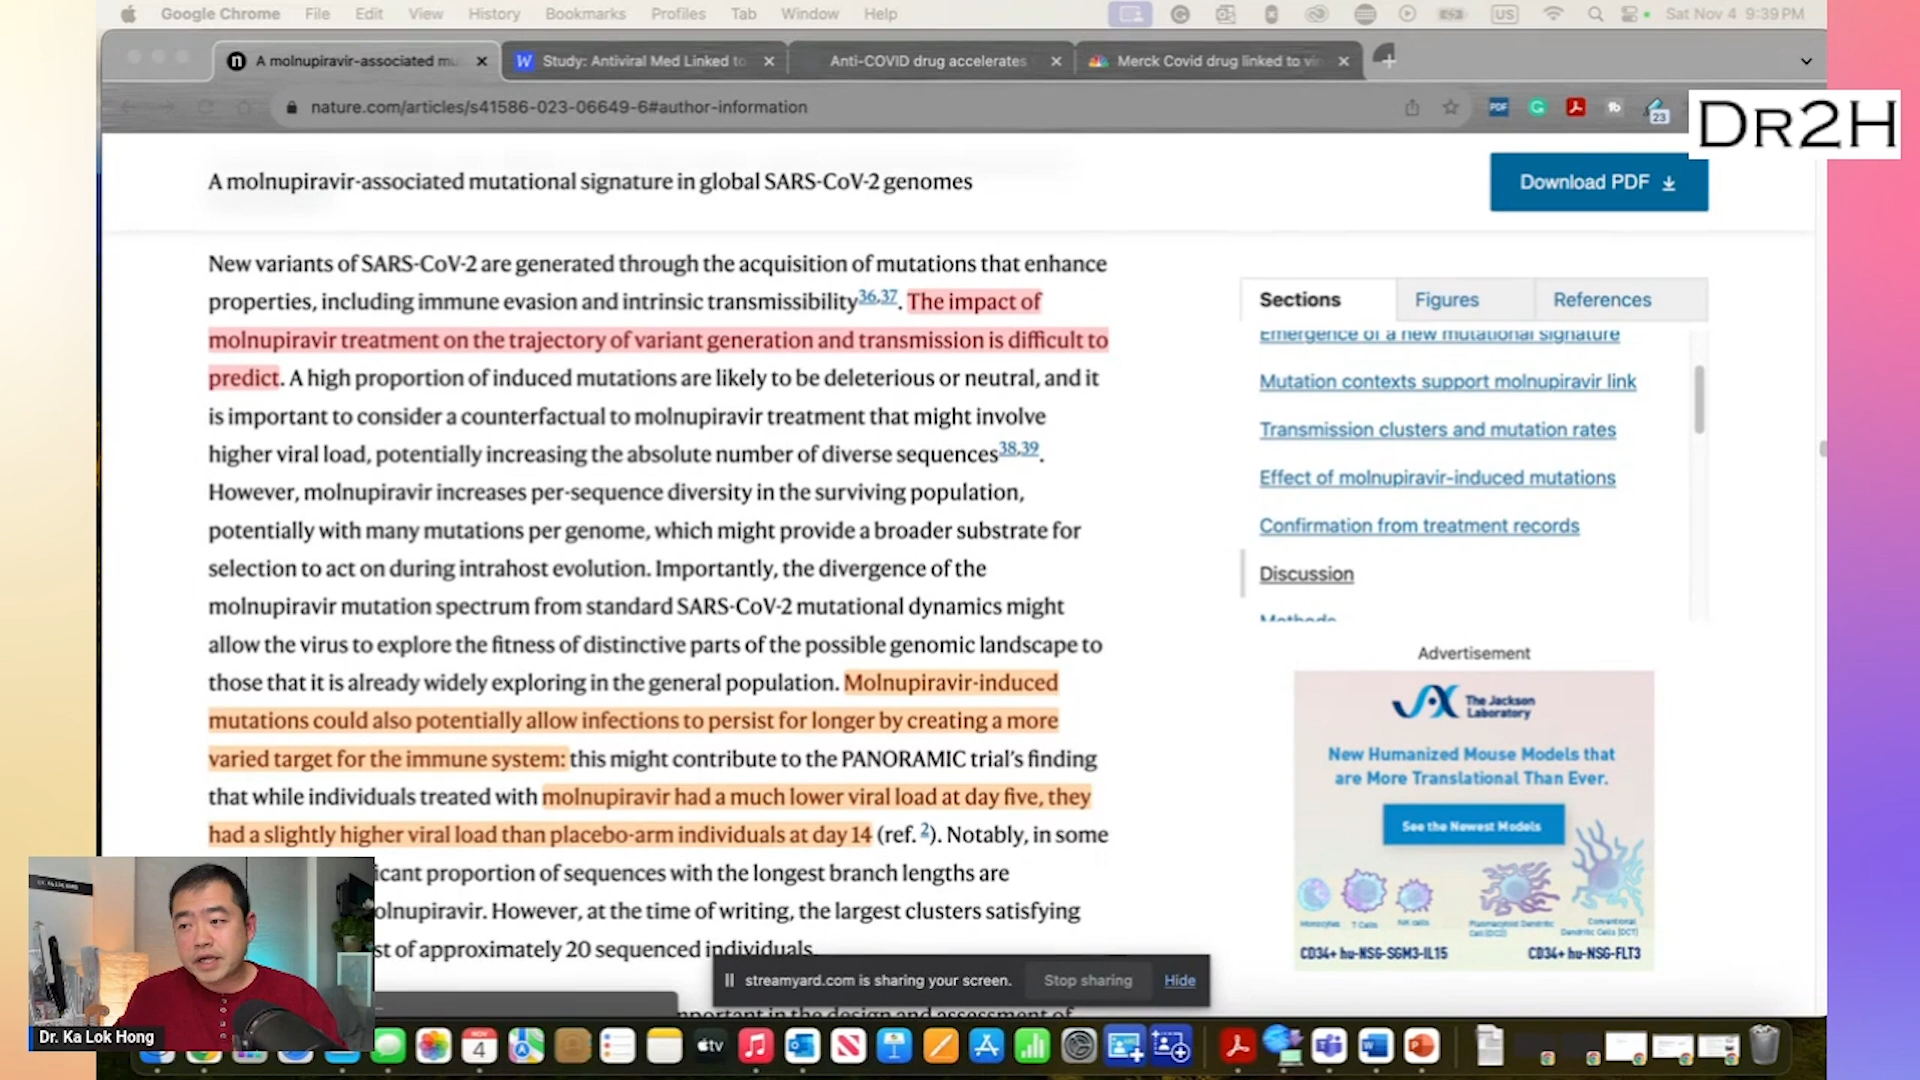 Google Chrome File Edit View History Bookmarks Profiles Tab Window Help US Sat Nov 4 9:39 PM
A molnupiravir-associated mu Study: Antiviral Med Linked to Anti-COVID drug accelerates Merck Covid drug linked to vi
nature.com/articles/s41586-023-06649-6#author-information
PDF
23
DR2H
A molnupiravir-associated mutational signature in global SARS-CoV-2 genomes
Download PDF
New variants of SARS-CoV-2 are generated through the acquisition of mutations that enhance
properties, including immune evasion and intrinsic transmissibility36,37. The impact of
molnupiravir treatment on the trajectory of variant generation and transmission is difficult to
predict. A high proportion of induced mutations are likely to be deleterious or neutral, and it
is important to consider a counterfactual to molnupiravir treatment that might involve
higher viral load, potentially increasing the absolute number of diverse sequences38,39.
However, molnupiravir increases per-sequence diversity in the surviving population,
potentially with many mutations per genome, which might provide a broader substrate for
selection to act on during intrahost evolution. Importantly, the divergence of the
molnupiravir mutation spectrum from standard SARS-CoV-2 mutational dynamics might
allow the virus to explore the fitness of distinctive parts of the possible genomic landscape to
those that it is already widely exploring in the general population. Molnupiravir-induced
mutations could also potentially allow infections to persist for longer by creating a more
varied target for the immune system: this might contribute to the PANORAMIC trial's finding
that while individuals treated with molnupiravir had a much lower viral load at day five, they
had a slightly higher viral load than placebo-arm individuals at day 14 (ref. 2). Notably, in some
icant proportion of sequences with the longest branch lengths are
olnupiravir. However, at the time of writing, the largest clusters satisfying
st of approximately 20 sequenced individuals.
nportant in the design and assessment of
Sections Figures References
Emergence of a new mutational signature
Mutation contexts support molnupiravir link
Transmission clusters and mutation rates
Effect of molnupiravir-induced mutations
Confirmation from treatment records
Discussion
Methods
Advertisement
The Jackson
Laboratory
New Humanized Mouse Models that
are More Translational Than Ever.
See the Newest Models
Monocytes T Cells NK cells
CD34+ hu-NSG-SGM3-IL15 CD34+ hu-NSG-FLT3
streamyard.com is sharing your screen. Stop sharing Hide
Dr. Ka Lok Hong
NOV
4
tv